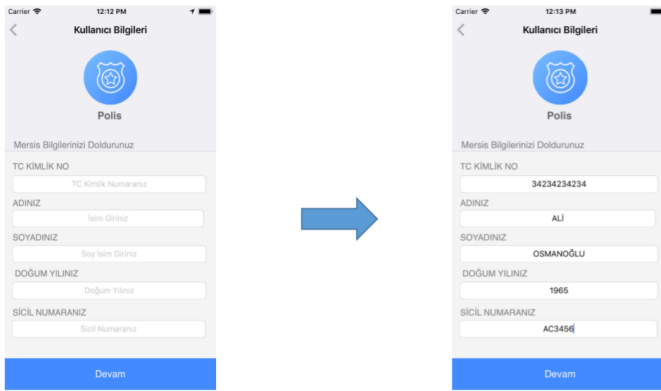 Carrier 12:12 PM
Kullanıcı Bilgileri
Polis
Mersis Bilgilerinizi Doldurunuz
TC KİMLİK NO
TC Kimlik Numaranız
ADINIZ
İsim Giriniz
SOYADINIZ
Soy İsim Giriniz
DOĞUM YILINIZ
Doğum Yılınız
SİCİL NUMARANIZ
Sicil Numaranız
Devam
Carrier 12:13 PM
Kullanıcı Bilgileri
Polis
Mersis Bilgilerinizi Doldurunuz
TC KİMLİK NO
34234234234
ADINIZ
ALİ
SOYADINIZ
OSMANOĞLU
DOĞUM YILINIZ
1965
SİCİL NUMARANIZ
AC3456
Devam